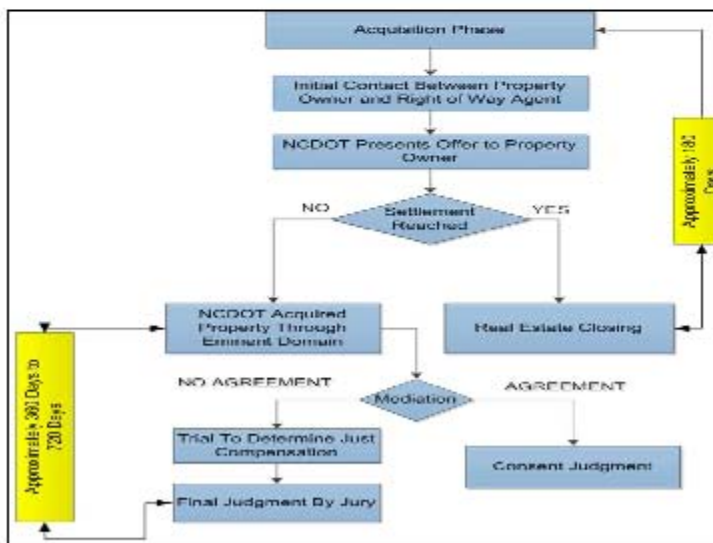 Acquisition Phase
Initial Contact Between Property
Owner and Right of Way Agent
NCDOT Presents Offer to Property
Owner
Settlement
Reached
NO
YES
Approximately 180
Days
NCDOT Acquired
Property Through
Eminent Domain
Real Estate Closing
Approximately 360 Days to
720 Days
NO AGREEMENT
Mediation
AGREEMENT
Trial To Determine Just
Compensation
Consent Judgment
Final Judgment By Jury